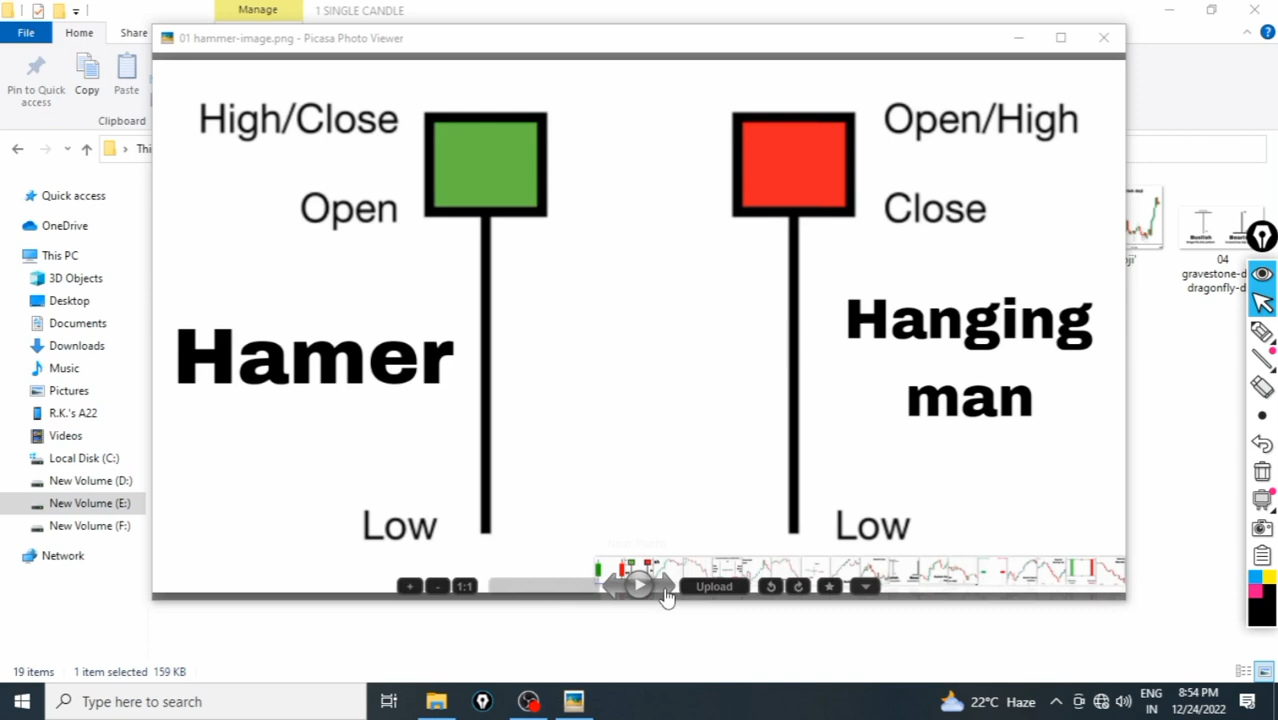 Manage
1 SINGLE CANDLE
File
Home
Share
01 hammer-image.png - Picasa Photo Viewer
Pin to Quick
access
Copy
Paste
Clipboard
Thi
High/Close
Open/High
Open
Close
Hamer
Hanging
man
Low
Low
Quick access
OneDrive
This PC
3D Objects
Desktop
Documents
Downloads
Music
Pictures
R.K.'s A22
Videos
Local Disk (C:)
New Volume (D:)
New Volume (E:)
New Volume (F:)
Network
04
gravestone-d
dragonfly-d
+
-
1:1
Upload
19 items
1 item selected
159 KB
Type here to search
22°C Haze
ENG
IN
8:54 PM
12/24/2022